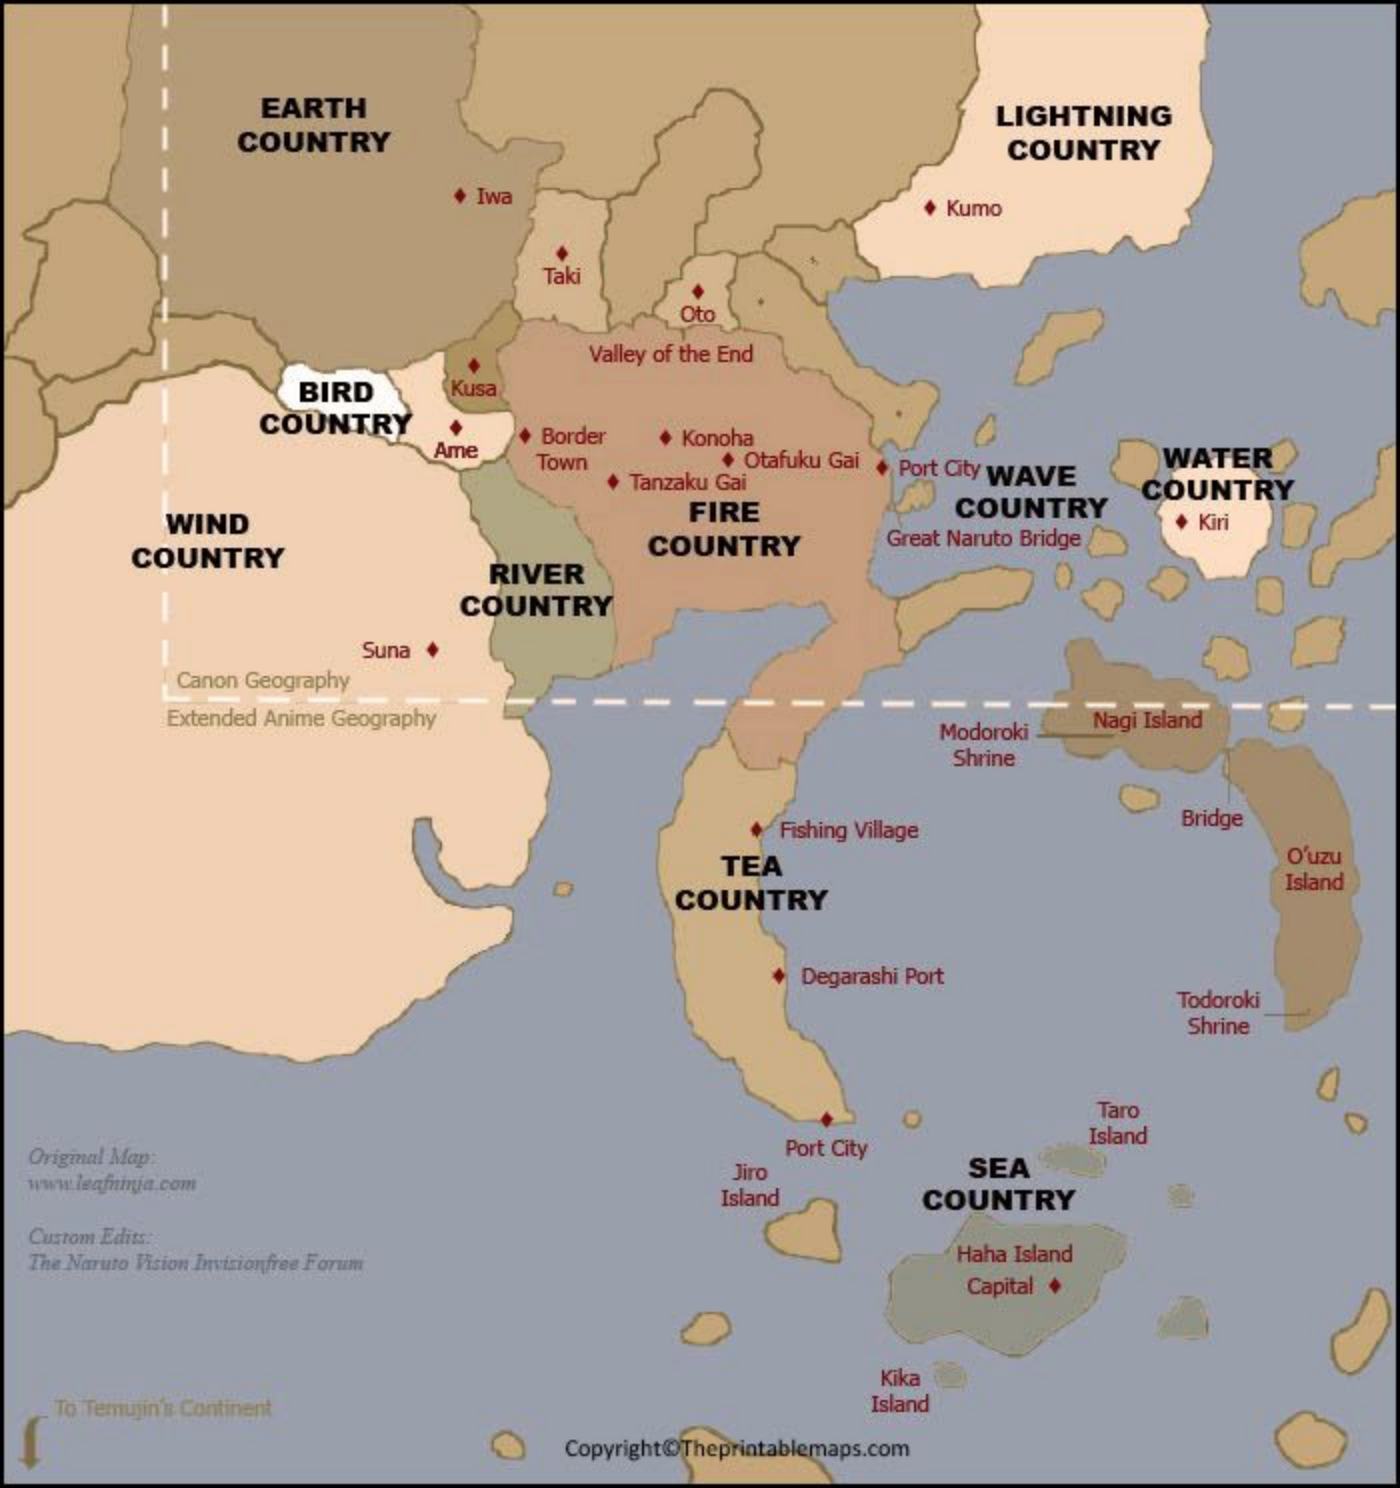 EARTH
COUNTRY
LIGHTNING
COUNTRY
Iwa
Kumo
Taki
Oto
Valley of the End
BIRD
COUNTRY
Kusa
Ame
Border
Town
Konoha
Otafuku Gai
Tanzaku Gai
FIRE
COUNTRY
Port City
WAVE
COUNTRY
Great Naruto Bridge
WATER
COUNTRY
Kiri
WIND
COUNTRY
RIVER
COUNTRY
Suna
Canon Geography
Extended Anime Geography
Modoroki
Shrine
Nagi Island
Bridge
O'uzu
Island
Fishing Village
TEA
COUNTRY
Degarashi Port
Todoroki
Shrine
Port City
Jiro
Island
Taro
Island
SEA
COUNTRY
Haha Island
Capital
Kika
Island
Original Map:
www.leafninja.com
Custom Edits:
The Naruto Vision Invisionfree Forum
To Temujin's Continent
Copyright©Theprintablemaps.com